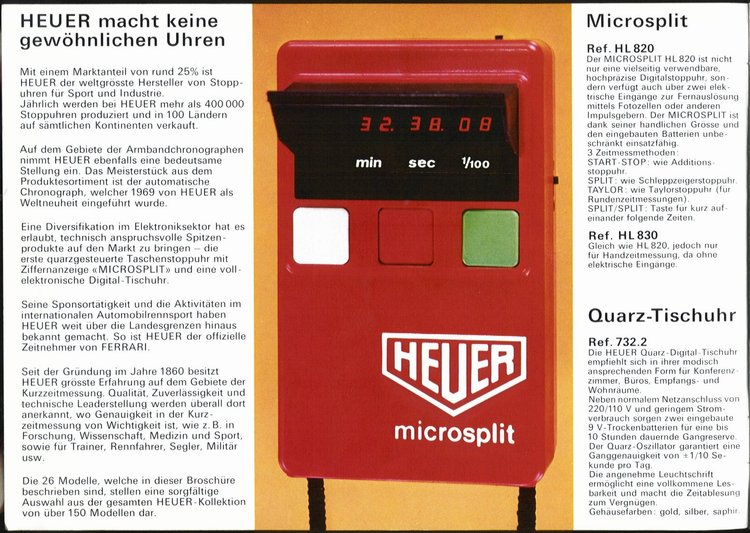 HEUER macht keine
gewöhnlichen Uhren
Mit einem Marktanteil von rund 25% ist
HEUER der weltgrösste Hersteller von Stopp-
uhren für Sport und Industrie.
Jährlich werden bei HEUER mehr als 400 000
Stoppuhren produziert und in 100 Ländern
auf sämtlichen Kontinenten verkauft.
Auf dem Gebiete der Armbandchronographen
nimmt HEUER ebenfalls eine bedeutsame
Stellung ein. Das Meisterstück aus dem
Produktesortiment ist der automatische
Chronograph, welcher 1969 von HEUER als
Weltneuheit eingeführt wurde.
Eine Diversifikation im Elektroniksektor hat es
erlaubt, technisch anspruchsvolle Spitzen-
produkte auf den Markt zu bringen – die
erste quarzgesteuerte Taschenstoppuhr mit
Ziffernanzeige «MICROSPLIT» und eine voll-
elektronische Digital-Tischuhr.
Seine Sponsortätigkeit und die Aktivitäten im
internationalen Automobilrennsport haben
HEUER weit über die Landesgrenzen hinaus
bekannt gemacht. So ist HEUER der offizielle
Zeitnehmer von FERRARI.
Seit der Gründung im Jahre 1860 besitzt
HEUER grösste Erfahrung auf dem Gebiete der
Kurzzeitmessung. Qualität, Zuverlässigkeit und
technische Leaderstellung werden überall dort
anerkannt, wo Genauigkeit in der Kurz-
zeitmessung von Wichtigkeit ist, wie z. B. in
Forschung, Wissenschaft, Medizin und Sport,
sowie für Trainer, Rennfahrer, Segler, Militär
usw.
Die 26 Modelle, welche in dieser Broschüre
beschrieben sind, stellen eine sorgfältige
Auswahl aus der gesamten HEUER-Kollektion
von über 150 Modellen dar.
32. 38. 08
min sec 1/100
HEUER
microsplit
Microsplit
Ref. HL 820
Der MICROSPLIT HL 820 ist nicht
nur eine vielseitig verwendbare,
hochpräzise Digitalstoppuhr, son-
dern verfügt auch über zwei elek-
trische Eingänge zur Fernauslösung
mittels Fotozellen oder anderen
Impulsgebern. Der MICROSPLIT ist
dank seiner handlichen Grösse und
den eingebauten Batterien unbe-
schränkt einsatzfähig.
3 Zeitmessmethoden:
START-STOP: wie Additions-
stoppuhr.
SPLIT: wie Schleppzeigerstoppuhr.
TAYLOR: wie Taylorstoppuhr (für
Rundenzeitmessungen).
SPLIT/SPLIT: Taste für kurz auf-
einander folgende Zeiten.
Ref. HL 830
Gleich wie HL 820, jedoch nur
für Handzeitmessung, da ohne
elektrische Eingänge.
Quarz-Tischuhr
Ref. 732.2
Die HEUER Quarz-Digital-Tischuhr
empfiehlt sich in ihrer modisch
ansprechenden Form für Konferenz-
zimmer, Büros, Empfangs- und
Wohnräume.
Neben normalem Netzanschluss von
220/110 V und geringem Strom-
verbrauch sorgen zwei eingebaute
9 V-Trockenbatterien für eine bis
10 Stunden dauernde Gangreserve.
Der Quarz-Oszillator garantiert eine
Ganggenauigkeit von ±1/10 Se-
kunde pro Tag.
Die angenehme Leuchtschrift
ermöglicht eine vollkommene Les-
barkeit und macht die Zeitablesung
zum Vergnügen.
Gehäusefarben: gold, silber, saphir.